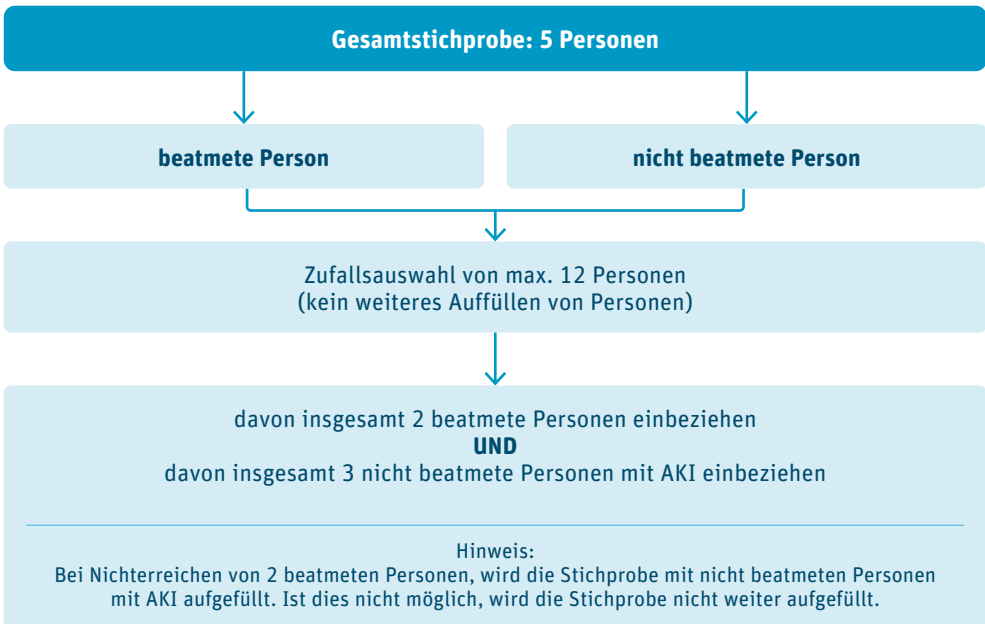 Gesamtstichprobe: 5 Personen
beatmete Person
nicht beatmete Person
Zufallsauswahl von max. 12 Personen
(kein weiteres Auffüllen von Personen)
davon insgesamt 2 beatmete Personen einbeziehen
UND
davon insgesamt 3 nicht beatmete Personen mit AKI einbeziehen
Hinweis:
Bei Nichterreichen von 2 beatmeten Personen, wird die Stichprobe mit nicht beatmeten Personen
mit AKI aufgefüllt. Ist dies nicht möglich, wird die Stichprobe nicht weiter aufgefüllt.